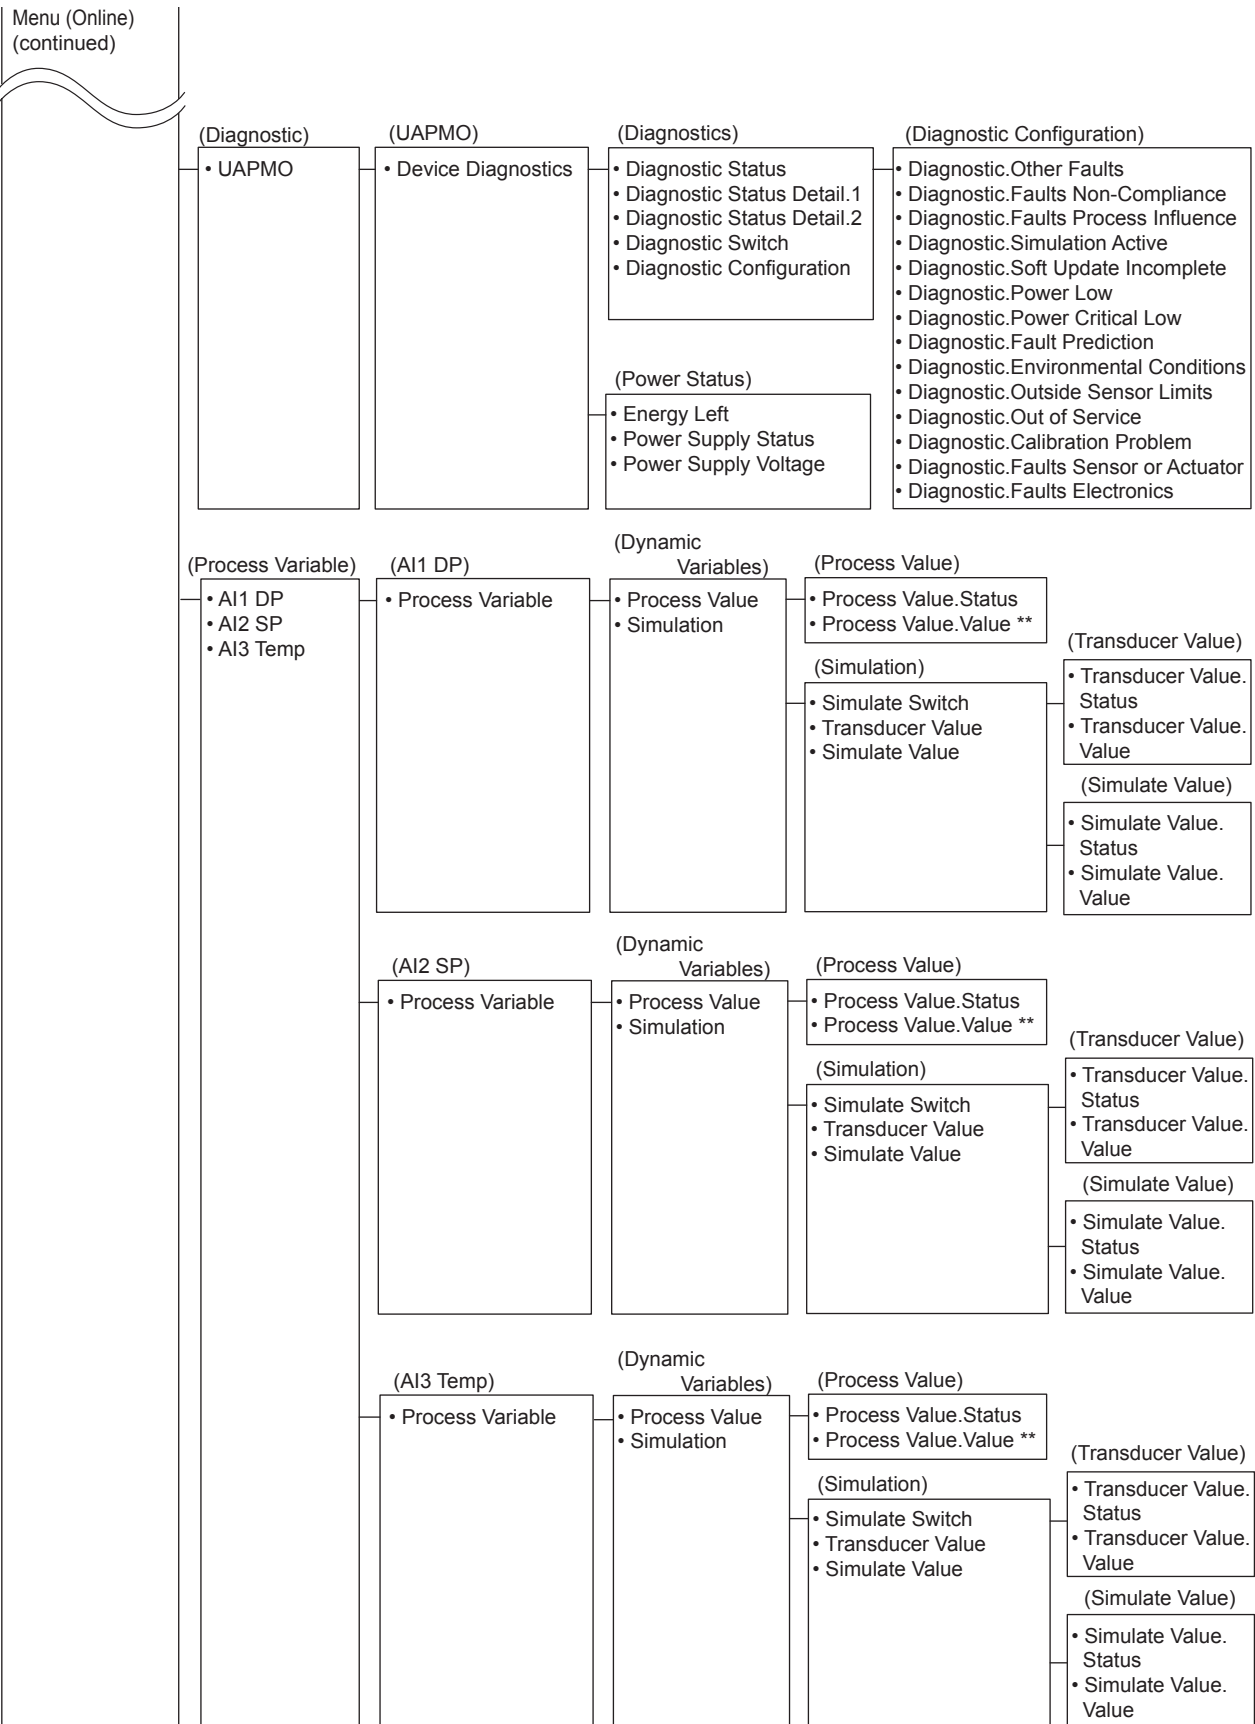 Menu (Online)
(continued)
(Diagnostic)
• UAPMO
(UAPMO)
• Device Diagnostics
(Diagnostics)
• Diagnostic Status
• Diagnostic Status Detail.1
• Diagnostic Status Detail.2
• Diagnostic Switch
• Diagnostic Configuration
(Diagnostic Configuration)
• Diagnostic.Other Faults
• Diagnostic.Faults Non-Compliance
• Diagnostic.Faults Process Influence
• Diagnostic.Simulation Active
• Diagnostic.Soft Update Incomplete
• Diagnostic.Power Low
• Diagnostic.Power Critical Low
• Diagnostic.Fault Prediction
• Diagnostic.Environmental Conditions
• Diagnostic.Outside Sensor Limits
• Diagnostic.Out of Service
• Diagnostic.Calibration Problem
• Diagnostic.Faults Sensor or Actuator
• Diagnostic.Faults Electronics
(Power Status)
• Energy Left
• Power Supply Status
• Power Supply Voltage
(Process Variable)
• AI1 DP
• AI2 SP
• AI3 Temp
(AI1 DP)
• Process Variable
(Dynamic
Variables)
• Process Value
• Simulation
(Process Value)
• Process Value.Status
• Process Value.Value **
(Simulation)
• Simulate Switch
• Transducer Value
• Simulate Value
(Transducer Value)
• Transducer Value.
Status
• Transducer Value.
Value
(Simulate Value)
• Simulate Value.
Status
• Simulate Value.
Value
(AI2 SP)
• Process Variable
(Dynamic
Variables)
• Process Value
• Simulation
(Process Value)
• Process Value.Status
• Process Value.Value **
(Simulation)
• Simulate Switch
• Transducer Value
• Simulate Value
(Transducer Value)
• Transducer Value.
Status
• Transducer Value.
Value
(Simulate Value)
• Simulate Value.
Status
• Simulate Value.
Value
(AI3 Temp)
• Process Variable
(Dynamic
Variables)
• Process Value
• Simulation
(Process Value)
• Process Value.Status
• Process Value.Value **
(Simulation)
• Simulate Switch
• Transducer Value
• Simulate Value
(Transducer Value)
• Transducer Value.
Status
• Transducer Value.
Value
(Simulate Value)
• Simulate Value.
Status
• Simulate Value.
Value